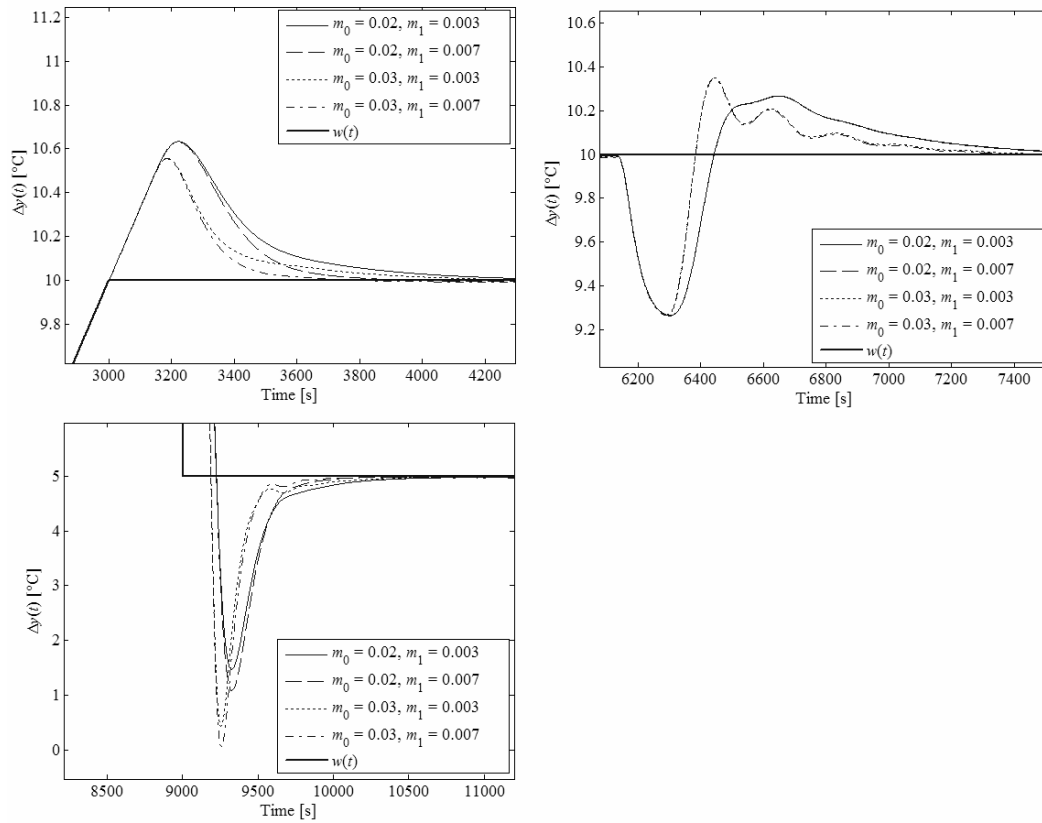 11.2
11
10.8
10.6
10.4
10.2
10
9.8
Δy(t) [°C]
m0 = 0.02, m1 = 0.003
m0 = 0.02, m1 = 0.007
m0 = 0.03, m1 = 0.003
m0 = 0.03, m1 = 0.007
w(t)
3000 3200 3400 3600 3800 4000 4200
Time [s]
10.6
10.4
10.2
10
9.8
9.6
9.4
9.2
Δy(t) [°C]
m0 = 0.02, m1 = 0.003
m0 = 0.02, m1 = 0.007
m0 = 0.03, m1 = 0.003
m0 = 0.03, m1 = 0.007
w(t)
6200 6400 6600 6800 7000 7200 7400
Time [s]
5
5
4
3
2
1
0
Δy(t) [°C]
m0 = 0.02, m1 = 0.003
m0 = 0.02, m1 = 0.007
m0 = 0.03, m1 = 0.003
m0 = 0.03, m1 = 0.007
w(t)
8500 9000 9500 10000 10500 11000
Time [s]